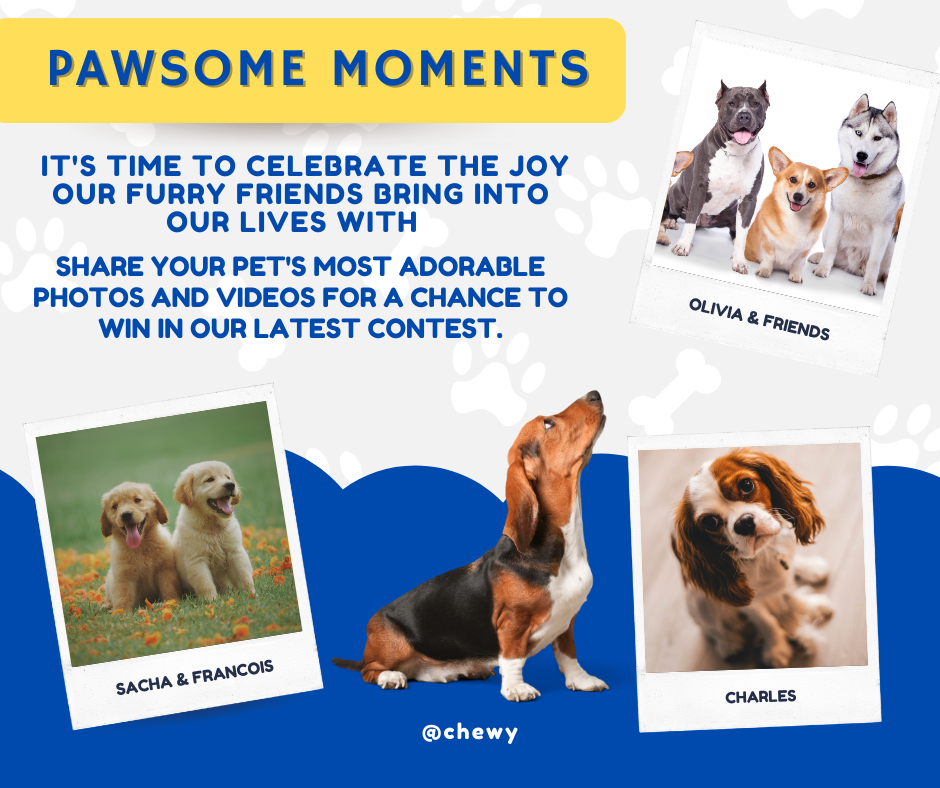 PAWSOME MOMENTS
IT'S TIME TO CELEBRATE THE JOY
OUR FURRY FRIENDS BRING INTO
OUR LIVES WITH
SHARE YOUR PET'S MOST ADORABLE
PHOTOS AND VIDEOS FOR A CHANCE TO
WIN IN OUR LATEST CONTEST.
OLIVIA & FRIENDS
SACHA & FRANCOIS
CHARLES
@chewy